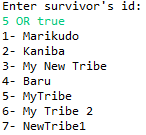 Enter survivor's id:
5 OR true
1- Marikudo
2- Kaniba
3- My New Tribe
4- Baru
5- MyTribe
6- My Tribe 2
7- NewTribe1